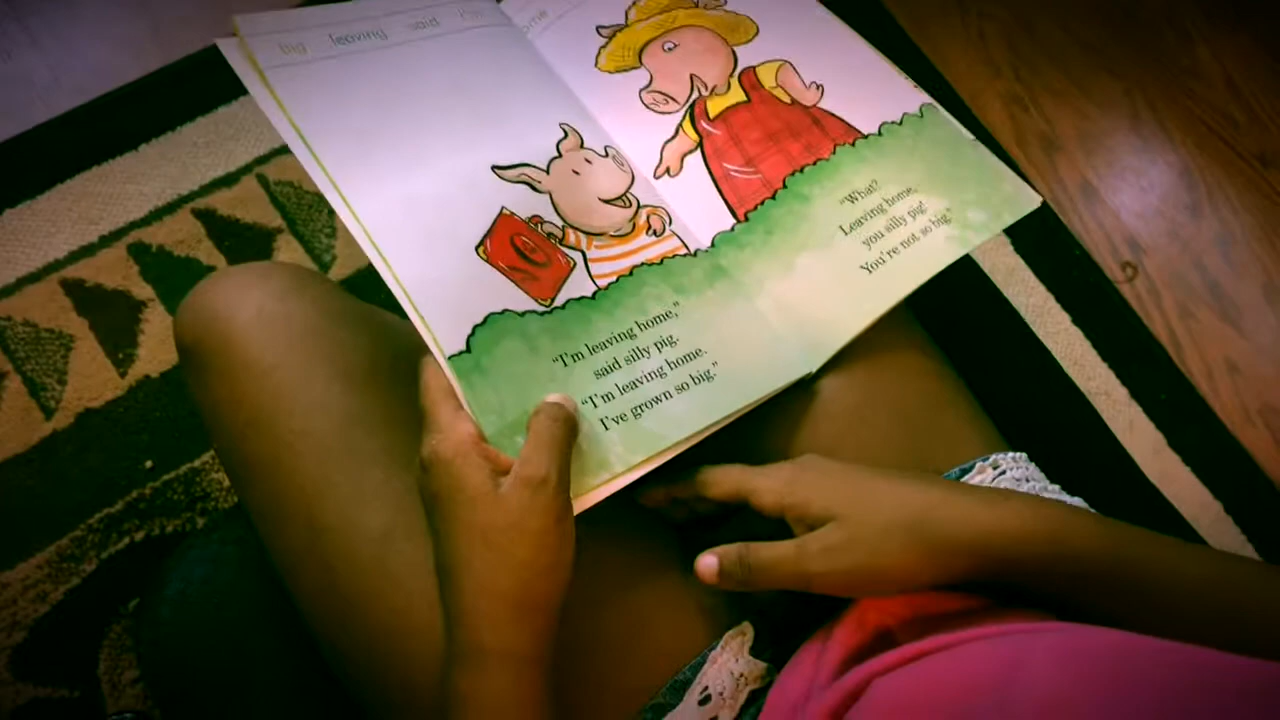 big leaving said I'm
"I'm leaving home,"
said silly pig.
"I'm leaving home.
I've grown so big."
"What?
Leaving home,
you silly pig!
You're not so big."